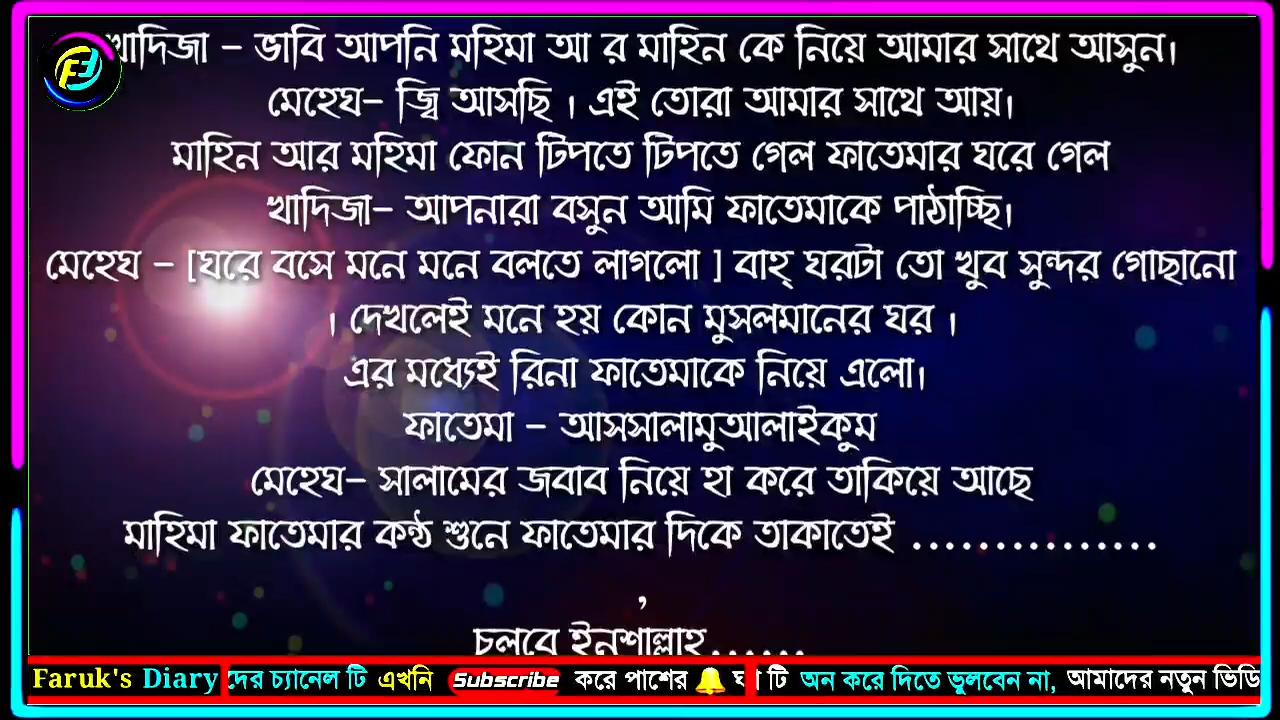 খাদিজা – ভাবি আপনি মহিমা আ র মাহিন কে নিয়ে আমার সাথে আসুন।
মেহেঘ– জ্বি আসছি । এই তোরা আমার সাথে আয়।
মাহিন আর মহিমা ফোন টিপতে টিপতে গেল ফাতেমার ঘরে গেল
খাদিজা– আপনারা বসুন আমি ফাতেমাকে পাঠাচ্ছি।
মেহেঘ – [ঘরে বসে মনে মনে বলতে লাগলো ] বাহ্ ঘরটা তো খুব সুন্দর গোছানো
। দেখলেই মনে হয় কোন মুসলমানের ঘর ।
এর মধ্যেই রিনা ফাতেমাকে নিয়ে এলো।
ফাতেমা – আসসালামুআলাইকুম
মেহেঘ– সালামের জবাব নিয়ে হা করে তাকিয়ে আছে
মাহিমা ফাতেমার কন্ঠ শুনে ফাতেমার দিকে তাকাতেই ...............
,
চলবে ইনশাল্লাহ......
Faruk's Diary দের চ্যানেল টি এখনি Subscribe করে পাশের 🔔 ঘ টি অন করে দিতে ভুলবেন না, আমাদের নতুন ভিডি